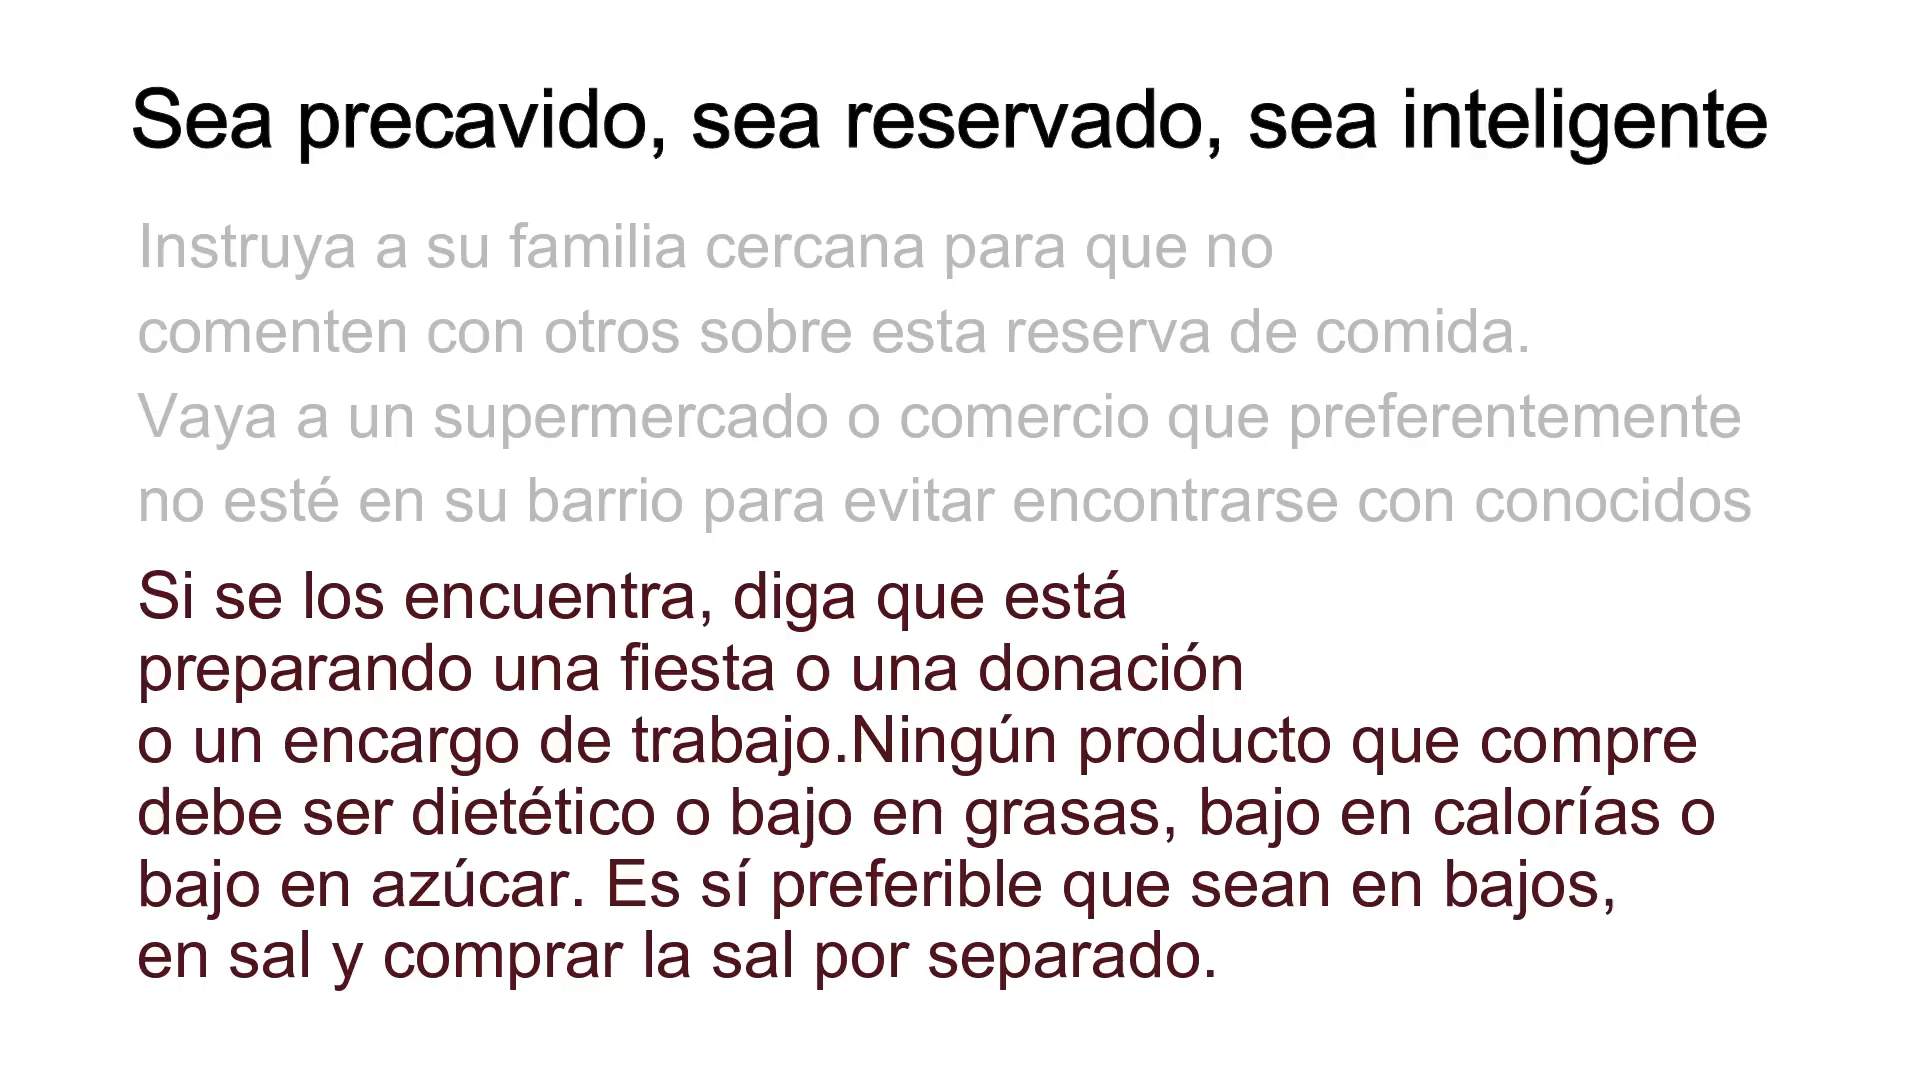 Sea precavido, sea reservado, sea inteligente
Instruya a su familia cercana para que no
comenten con otros sobre esta reserva de comida.
Vaya a un supermercado o comercio que preferentemente
no esté en su barrio para evitar encontrarse con conocidos
Si se los encuentra, diga que está
preparando una fiesta o una donación
o un encargo de trabajo.Ningún producto que compre
debe ser dietético o bajo en grasas, bajo en calorías o
bajo en azúcar. Es sí preferible que sean en bajos,
en sal y comprar la sal por separado.